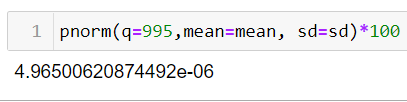 1 pnorm(q=995,mean=mean, sd=sd)*100
4.96500620874492e-06